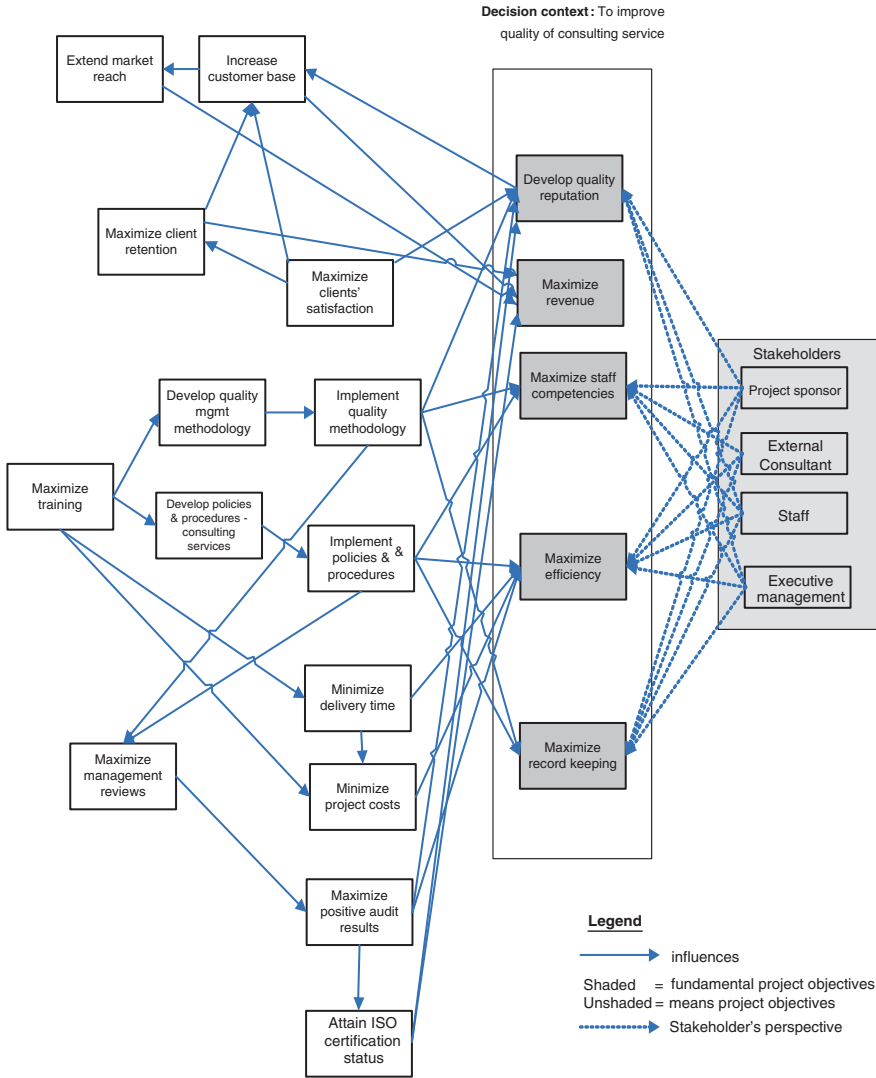 Decision context: To improve
quality of consulting service
Extend market
reach
Increase
customer base
Develop quality
reputation
Maximize client
retention
Maximize
clients'
satisfaction
Maximize
revenue
Stakeholders
Maximize staff
competencies
Project sponsor
Develop quality
mgmt
methodology
Implement
quality
methodology
External
Consultant
Maximize
training
Develop policies
& procedures -
consulting
services
Staff
Implement
policies & &
procedures
Maximize
efficiency
Executive
management
Minimize
delivery time
Maximize
management
reviews
Minimize
project costs
Maximize
record keeping
Maximize
positive audit
results
Attain ISO
certification
status
Legend
influences
Shaded = fundamental project objectives
Unshaded = means project objectives
Stakeholder's perspective